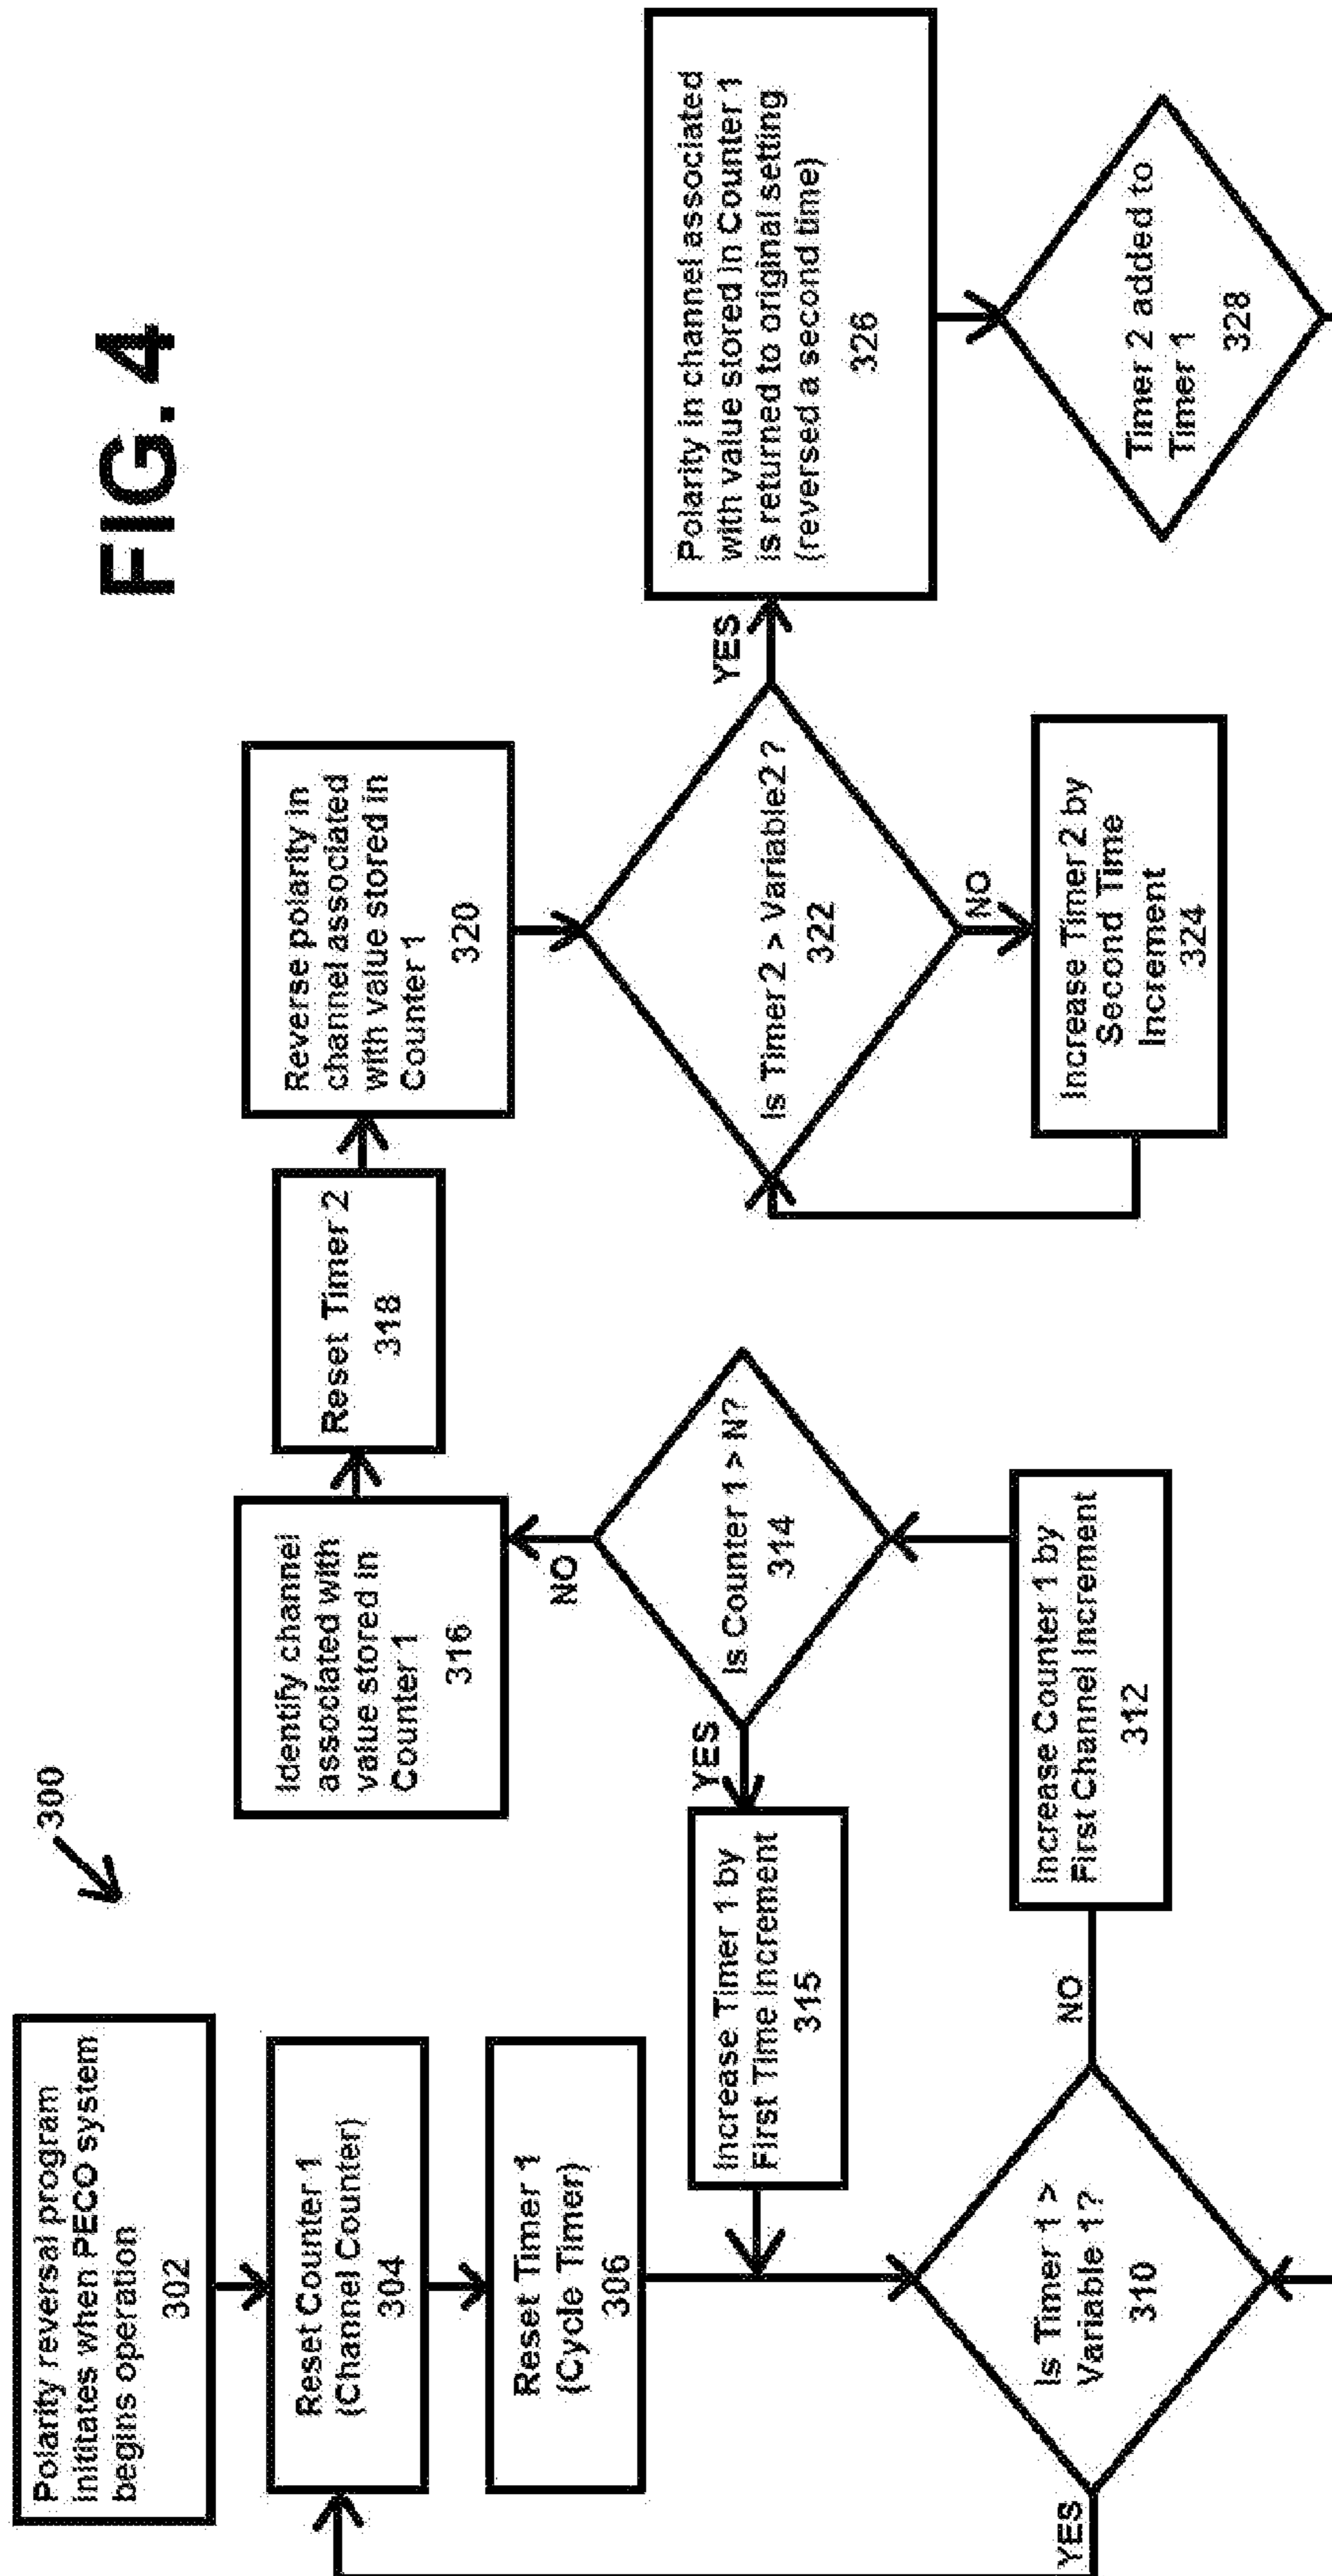 FIG. 4
300
Polarity reversal program
inititates when PECO system
begins operation
302
Reset Counter 1
(Channel Counter)
304
Reset Timer 1
(Cycle Timer)
306
Is Timer 1 >
Variable 1?
310
YES
NO
Increase Counter 1 by
First Channel Increment
312
Is Counter 1 > N?
314
YES
NO
Increase Timer 1 by
First Time Increment
315
Identify channel
associated with
value stored in
Counter 1
316
Reset Timer 2
318
Reverse polarity in
channel associated
with value stored in
Counter 1
320
Is Timer 2 > Variable2?
322
YES
NO
Increase Timer 2 by
Second Time
Increment
324
Polarity in channel associated
with value stored in Counter 1
is returned to original setting
(reversed a second time)
326
Timer 2 added to
Timer 1
328